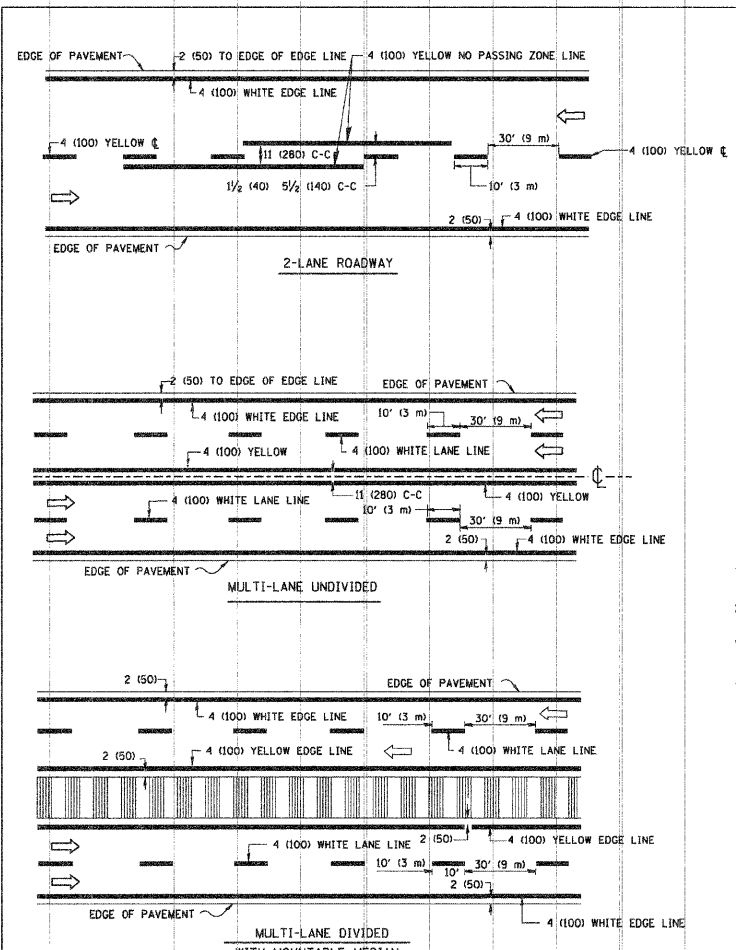 EDGE OF PAVEMENT
2 (50) TO EDGE OF EDGE LINE
4 (100) YELLOW NO PASSING ZONE LINE
4 (100) WHITE EDGE LINE
30' (9 m)
4 (100) YELLOW ℄
11 (280) C-C
4 (100) YELLOW ℄
1½ (40) 5½ (140) C-C
10' (3 m)
2 (50)
4 (100) WHITE EDGE LINE
EDGE OF PAVEMENT
2-LANE ROADWAY
2 (50) TO EDGE OF EDGE LINE
EDGE OF PAVEMENT
4 (100) WHITE EDGE LINE
10' (3 m)
30' (9 m)
4 (100) YELLOW
4 (100) WHITE LANE LINE
℄
4 (100) WHITE LANE LINE
11 (280) C-C
4 (100) YELLOW
10' (3 m)
30' (9 m)
2 (50)
4 (100) WHITE EDGE LINE
EDGE OF PAVEMENT
MULTI-LANE UNDIVIDED
2 (50)
EDGE OF PAVEMENT
4 (100) WHITE EDGE LINE
10' (3 m)
30' (9 m)
4 (100) YELLOW EDGE LINE
4 (100) WHITE LANE LINE
2 (50)
4 (100) WHITE LANE LINE
2 (50)
4 (100) YELLOW EDGE LINE
10' (3 m)
30' (9 m)
10'
2 (50)
EDGE OF PAVEMENT
4 (100) WHITE EDGE LINE
MULTI-LANE DIVIDED
WITH MOUNTABLE MEDIAN